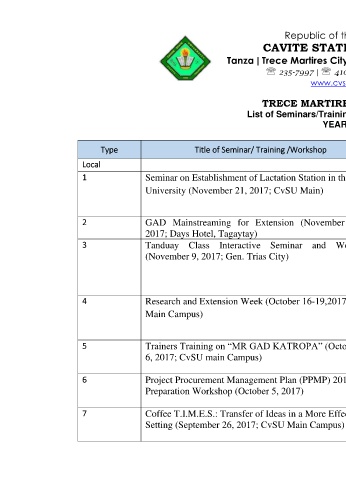 Republic of th
CAVITE STATE
Tanza | Trece Martires City
☏ 235-7997 | ☏ 410
www.cvs
TRECE MARTIRE
List of Seminars/Trainin
YEAR
Type Title of Seminar/ Training /Workshop
Local
1 Seminar on Establishment of Lactation Station in th
University (November 21, 2017; CvSU Main)
2 GAD Mainstreaming for Extension (November
2017; Days Hotel, Tagaytay)
3 Tanduay Class Interactive Seminar and Wo
(November 9, 2017; Gen. Trias City)
4 Research and Extension Week (October 16-19,2017
Main Campus)
5 Trainers Training on “MR GAD KATROPA” (Octo
6, 2017; CvSU main Campus)
6 Project Procurement Management Plan (PPMP) 201
Preparation Workshop (October 5, 2017)
7 Coffee T.I.M.E.S.: Transfer of Ideas in a More Effe
Setting (September 26, 2017; CvSU Main Campus)